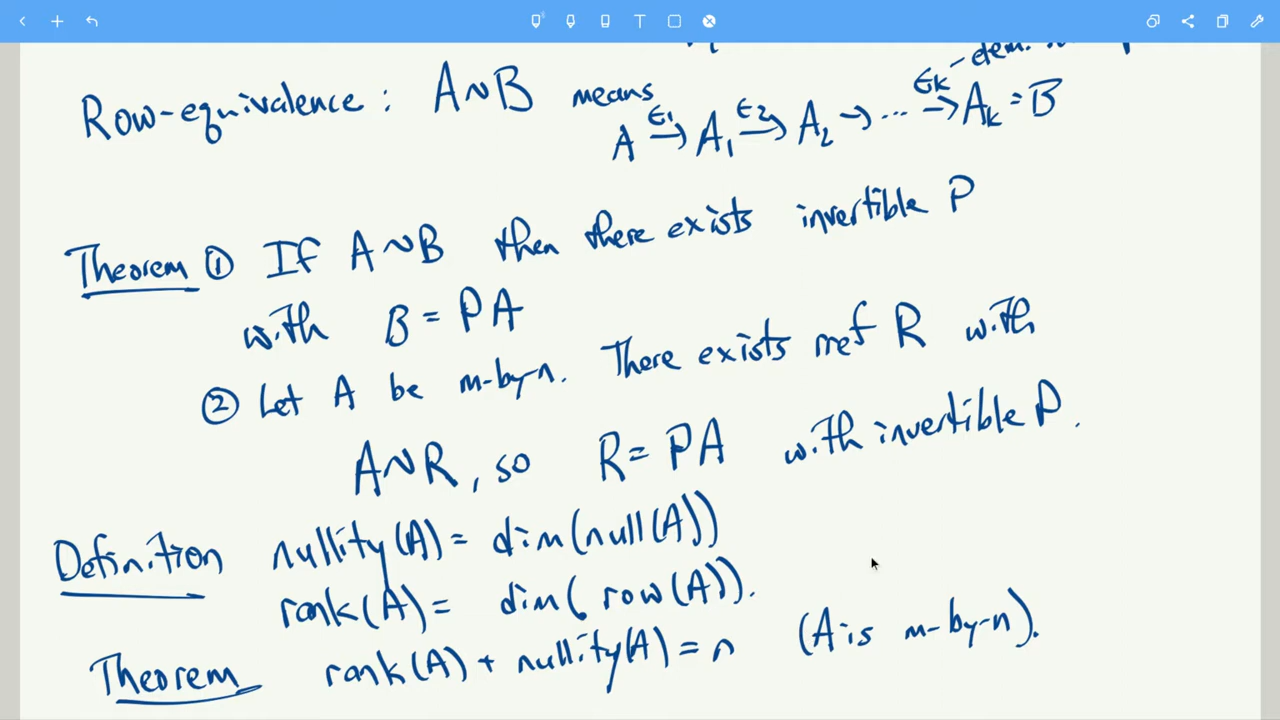 Row-equivalence: A~B means
A →ϵ1 A₁ →ϵ2 A₂ → ... →ϵk Aₖ = B
Theorem ① If A~B then there exists invertible P
with B = PA
② Let A be m-by-n. There exists rref R with
A~R, so R = PA with invertible P.
Definition nullity(A) = dim(null(A))
rank(A) = dim(row(A)).
Theorem rank(A) + nullity(A) = n (A is m-by-n).